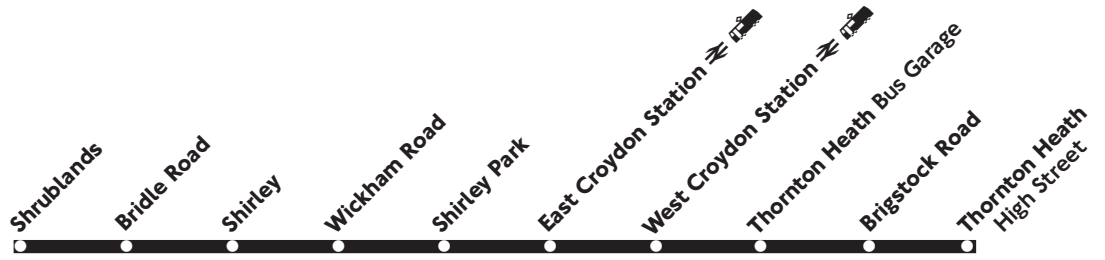 Shrublands
Bridle Road
Shirley
Wickham Road
Shirley Park
East Croydon Station
West Croydon Station
Thornton Heath Bus Garage
Brigstock Road
Thornton Heath
High Street